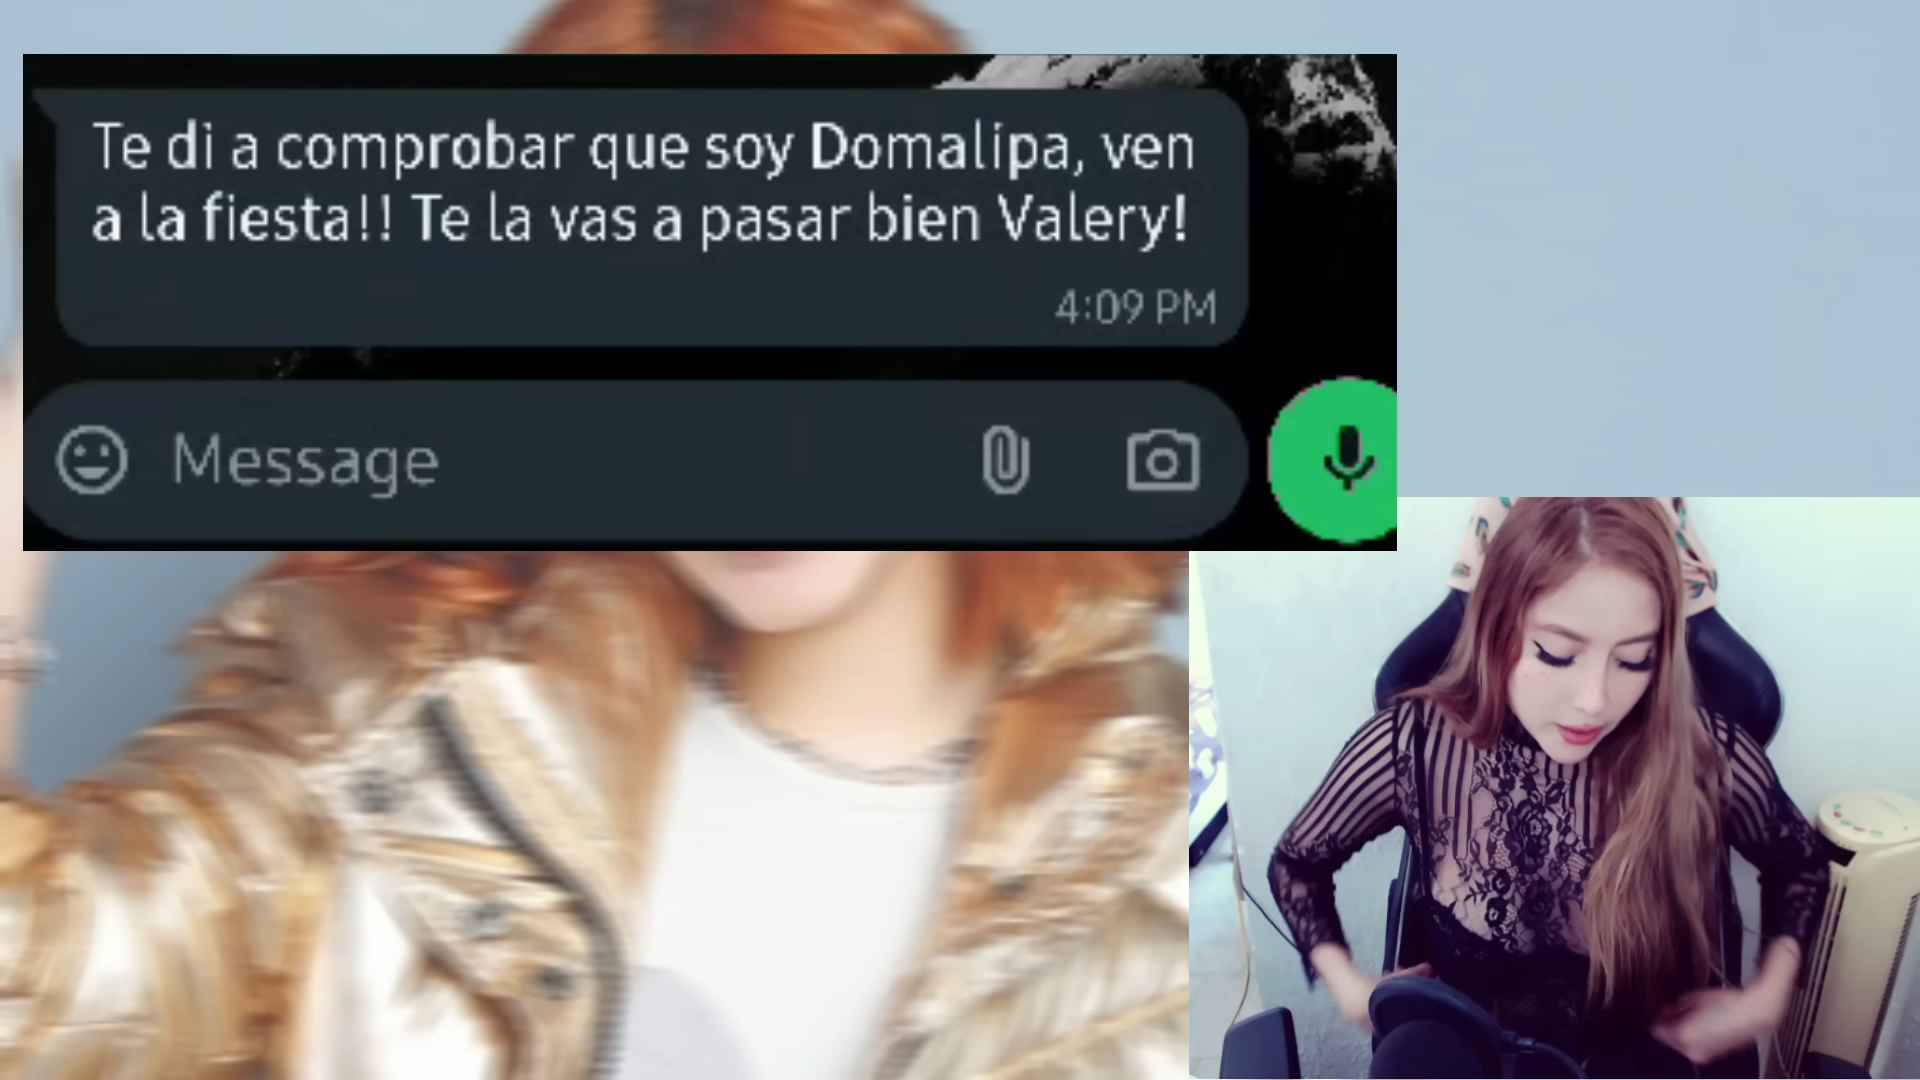 Te di a comprobar que soy Domalipa, ven
a la fiesta!! Te la vas a pasar bien Valery!
4:09 PM
Message